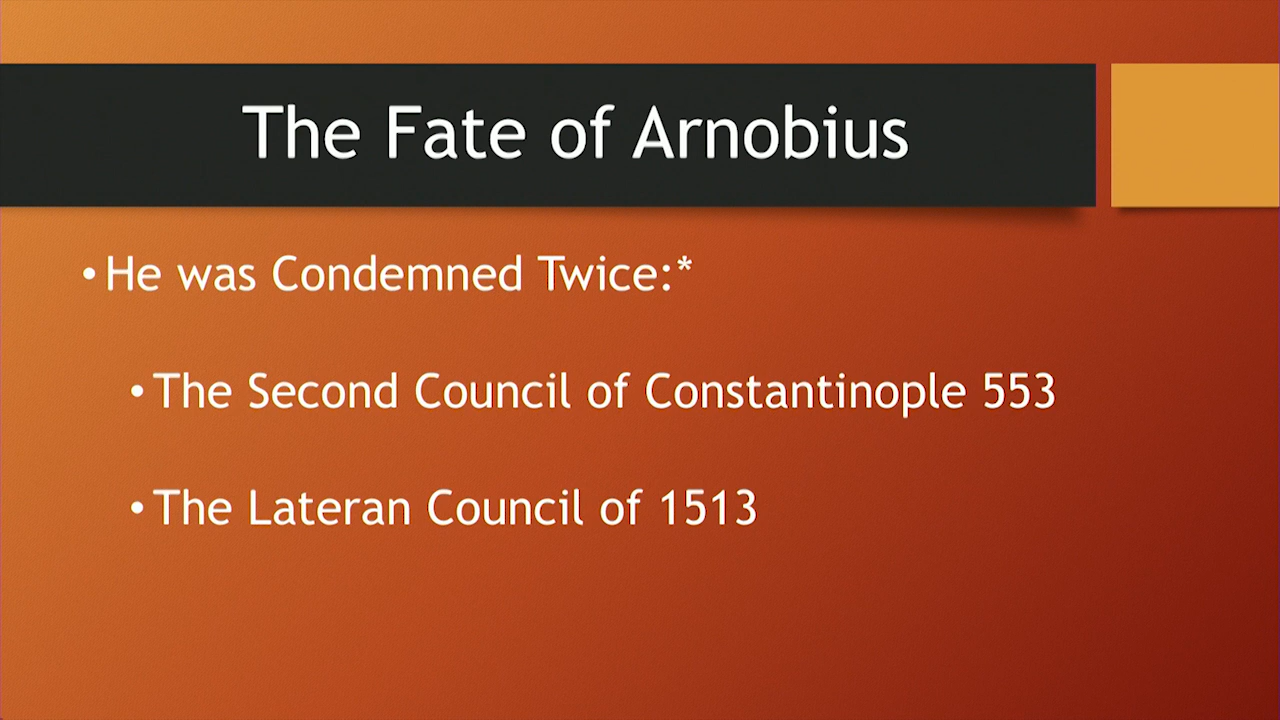 The Fate of Arnobius
• He was Condemned Twice:*
• The Second Council of Constantinople 553
• The Lateran Council of 1513